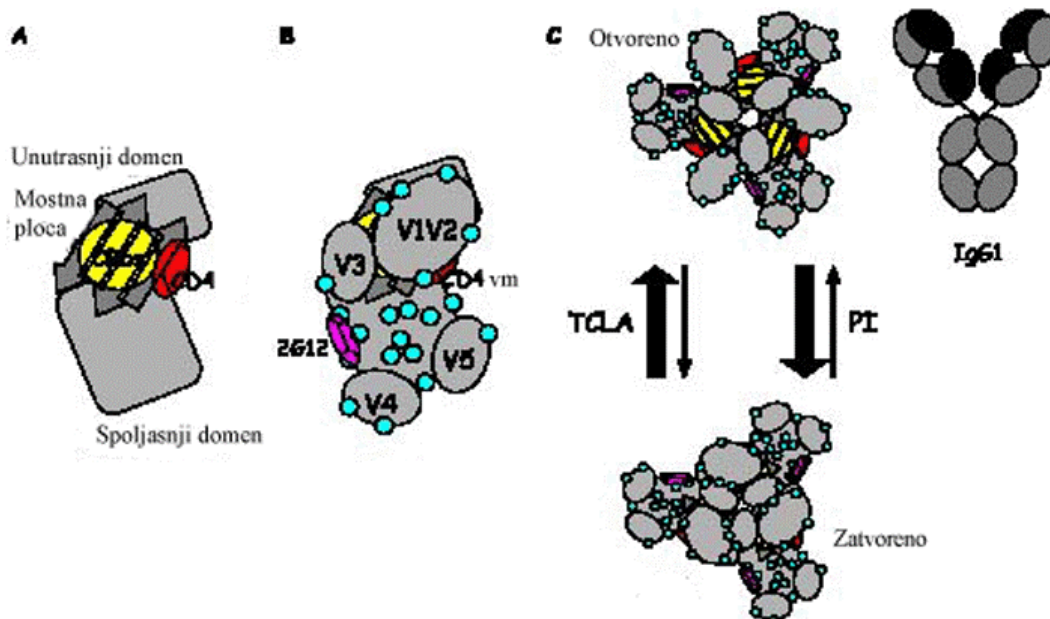 A
Unutrasnji domen
Mostna
ploca
CD4
Spoljasnji domen
B
V1V2
V3
CD4 vm
2G12
V5
V4
C
Otvoreno
IgG1
TCLA
PI
Zatvoreno